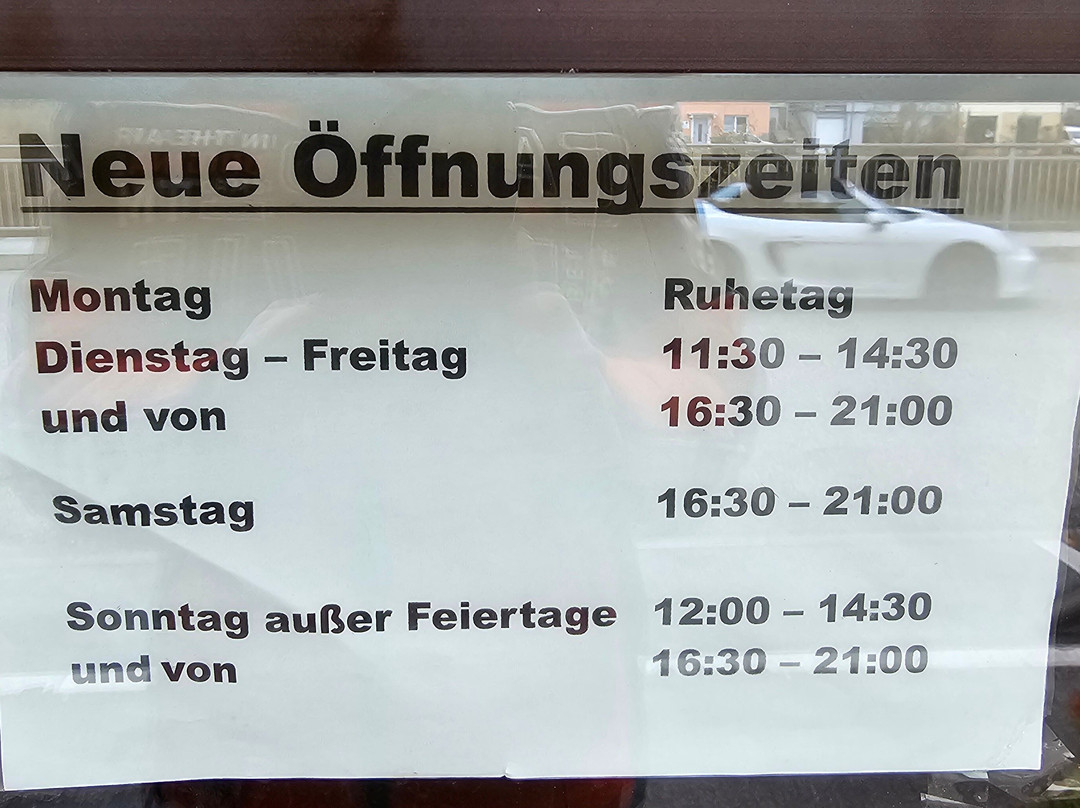 Neue Öffnungszeiten
Montag Ruhetag
Dienstag – Freitag 11:30 – 14:30
und von 16:30 – 21:00
Samstag 16:30 – 21:00
Sonntag außer Feiertage 12:00 – 14:30
und von 16:30 – 21:00